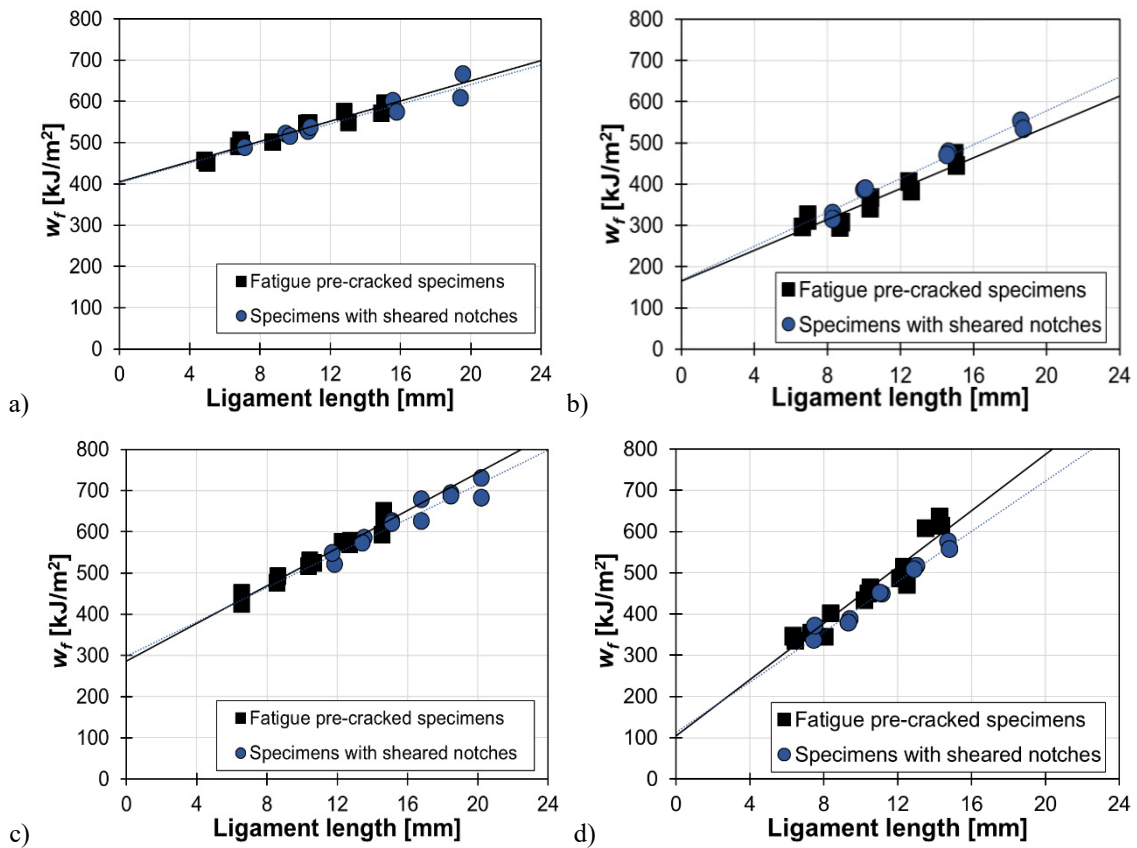 800
700
600
500
400
300
200
100
0
w_f [kJ/m²]
Fatigue pre-cracked specimens
Specimens with sheared notches
0 4 8 12 16 20 24
Ligament length [mm]
a)
800
700
600
500
400
300
200
100
0
w_f [kJ/m²]
Fatigue pre-cracked specimens
Specimens with sheared notches
0 4 8 12 16 20 24
Ligament length [mm]
b)
800
700
600
500
400
300
200
100
0
w_f [kJ/m²]
Fatigue pre-cracked specimens
Specimens with sheared notches
0 4 8 12 16 20 24
Ligament length [mm]
c)
800
700
600
500
400
300
200
100
0
w_f [kJ/m²]
Fatigue pre-cracked specimens
Specimens with sheared notches
0 4 8 12 16 20 24
Ligament length [mm]
d)